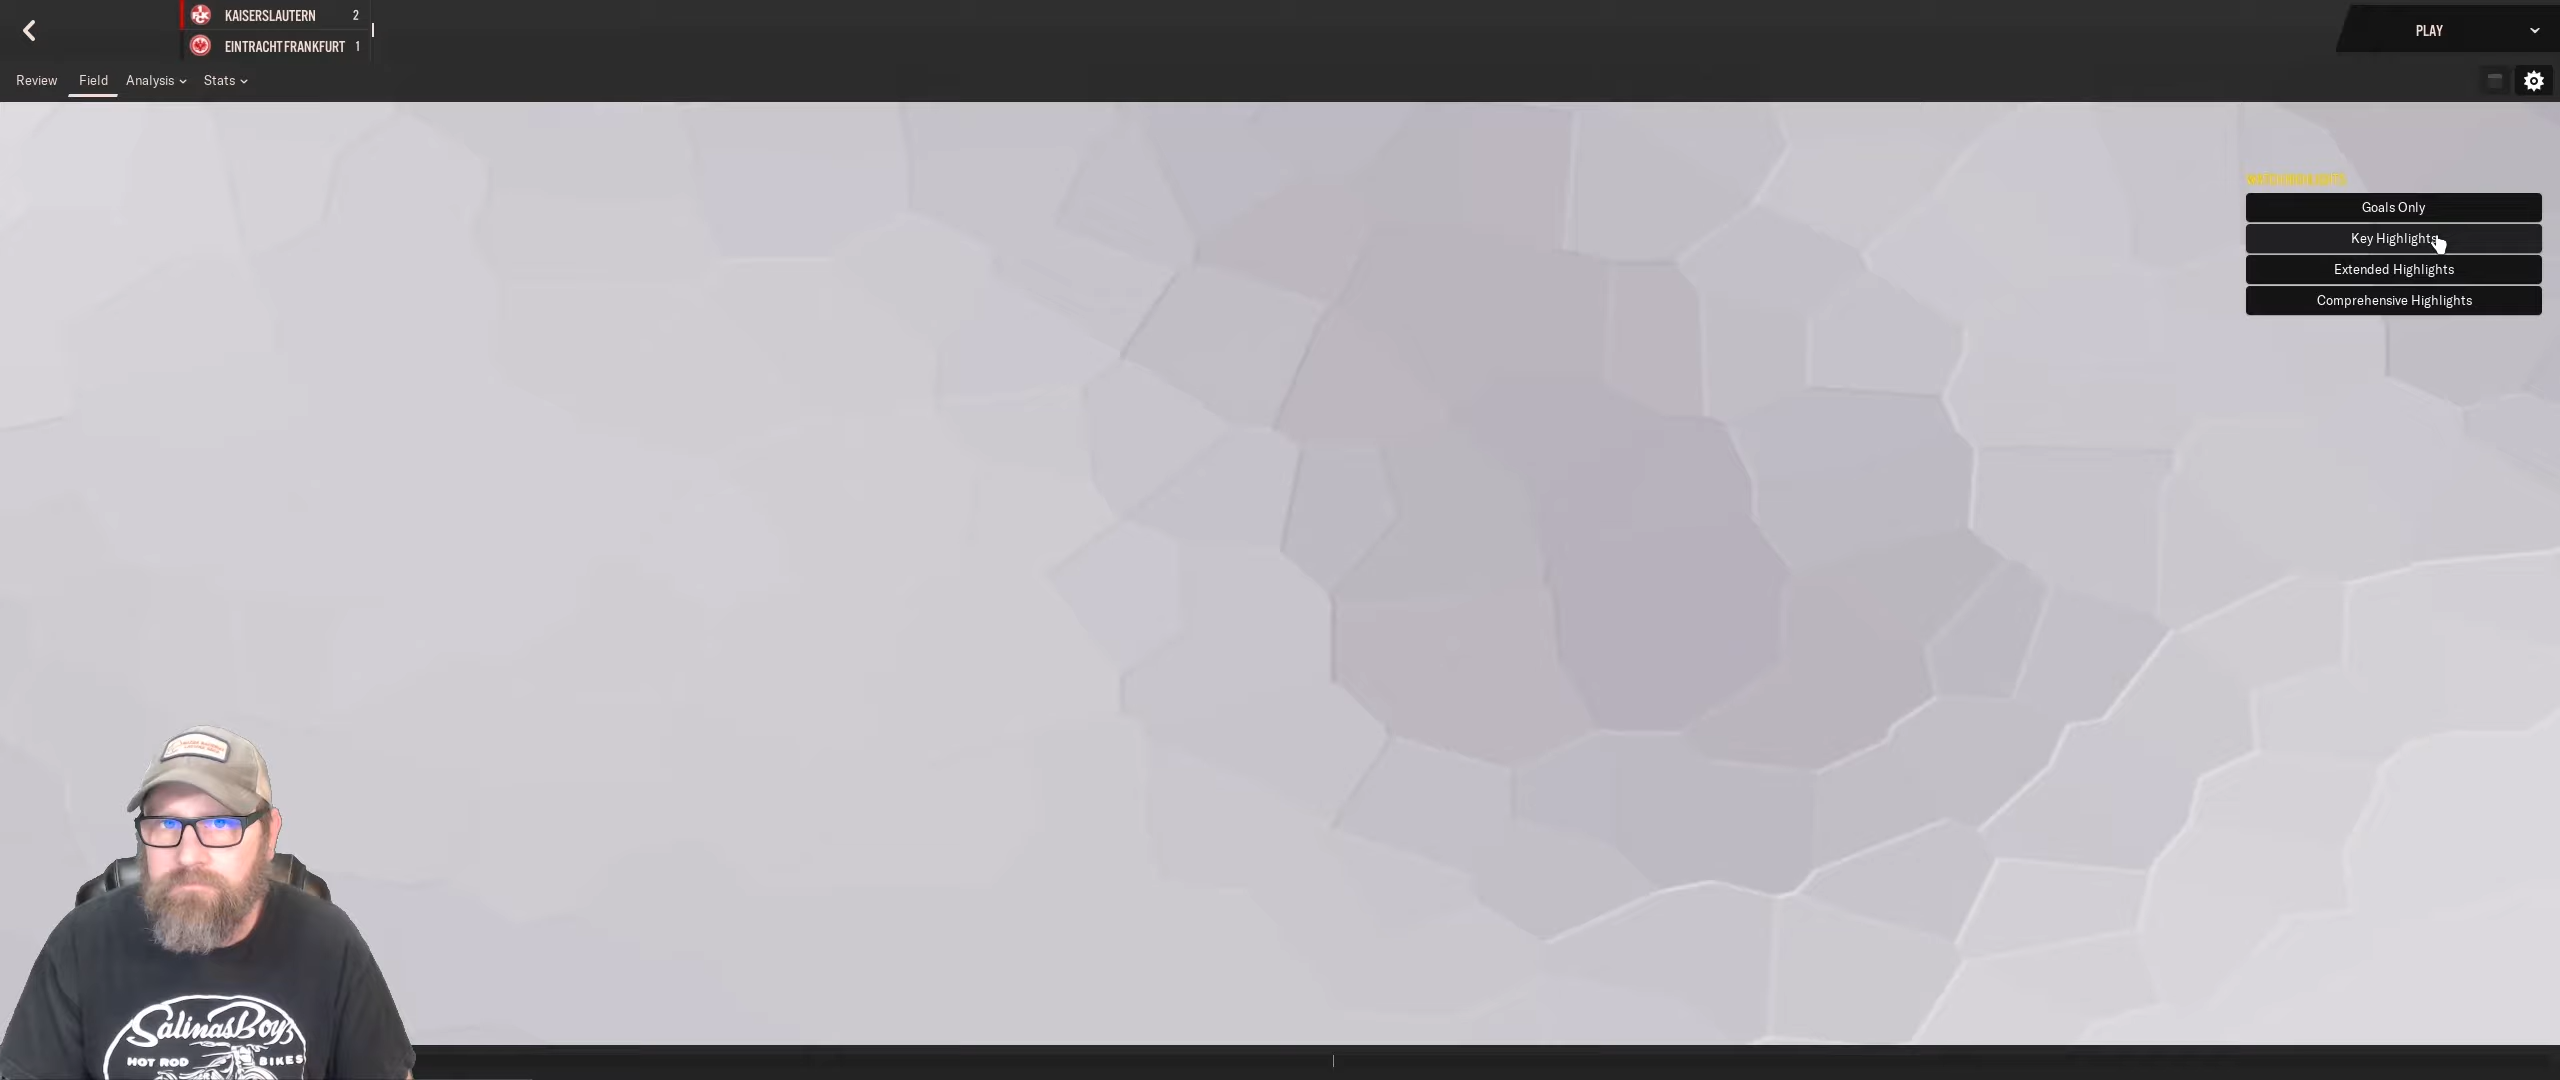 KAISERSLAUTERN 2
EINTRACHT FRANKFURT 1
PLAY
Review Field Analysis Stats
Goals Only
Key Highlights
Extended Highlights
Comprehensive Highlights
SalinasBoyz
HOT ROD BIKES